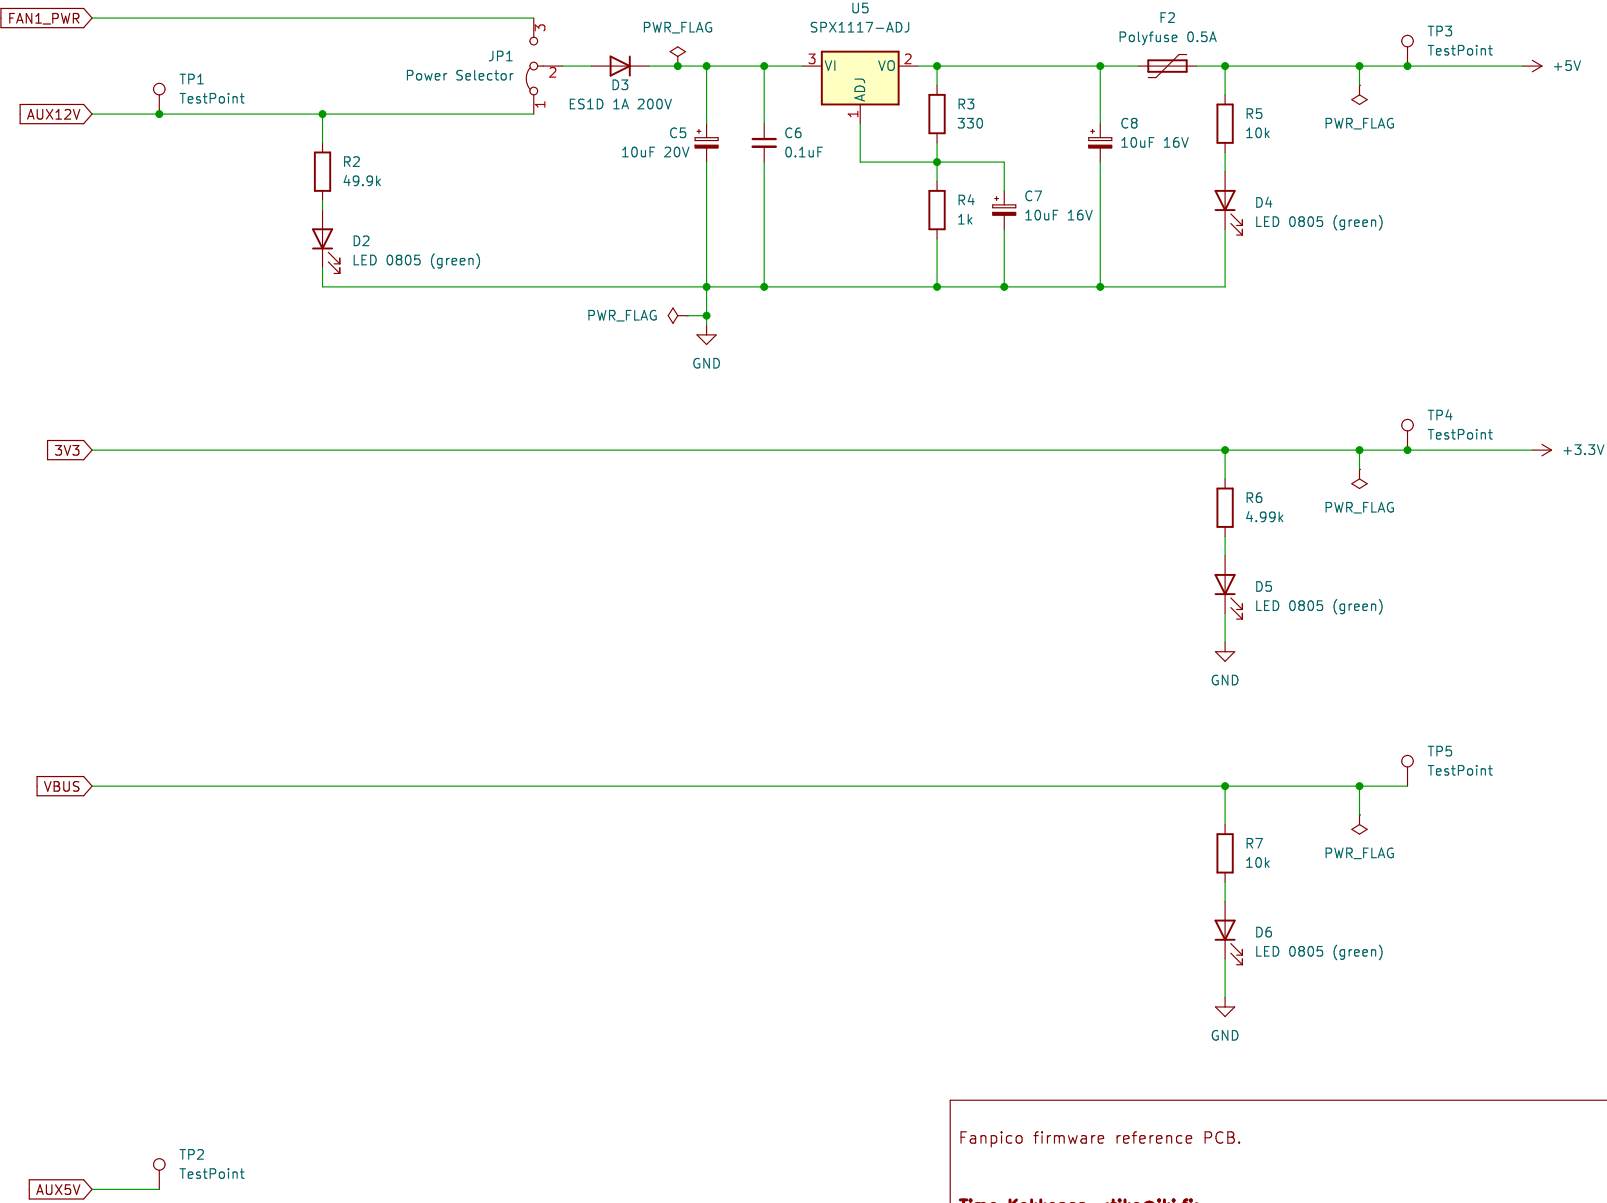 FAN1_PWR
AUX12V
TP1
TestPoint
R2
49.9k
D2
LED 0805 (green)
JP1
Power Selector
3
2
1
D3
ES1D 1A 200V
PWR_FLAG
C5
10uF 20V
C6
0.1uF
U5
SPX1117-ADJ
3
VI
VO
2
ADJ
1
R3
330
R4
1k
C7
10uF 16V
C8
10uF 16V
F2
Polyfuse 0.5A
R5
10k
D4
LED 0805 (green)
PWR_FLAG
TP3
TestPoint
+5V
PWR_FLAG
GND
3V3
TP4
TestPoint
+3.3V
PWR_FLAG
R6
4.99k
D5
LED 0805 (green)
GND
VBUS
TP5
TestPoint
PWR_FLAG
R7
10k
D6
LED 0805 (green)
GND
TP2
TestPoint
AUX5V
Fanpico firmware reference PCB.